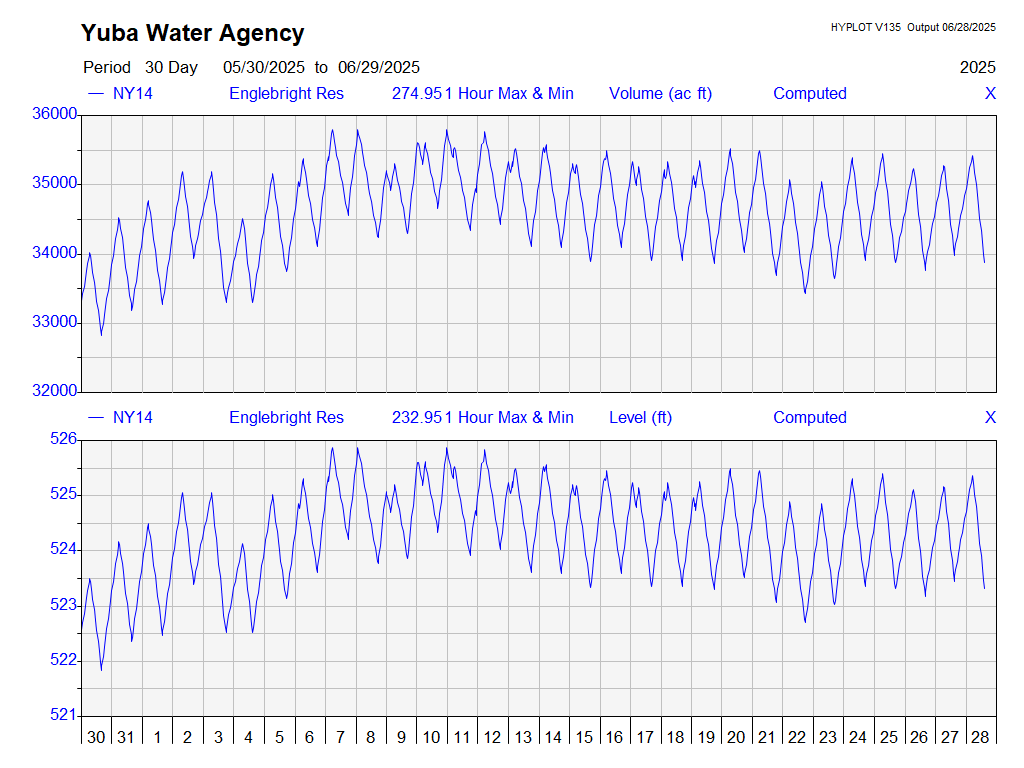 Yuba Water Agency
HYPLOT V135 Output 06/28/2025
Period 30 Day 05/30/2025 to 06/29/2025 2025
— NY14 Englebright Res 274.951 Hour Max & Min Volume (ac ft) Computed X
36000
35000
34000
33000
32000
— NY14 Englebright Res 232.951 Hour Max & Min Level (ft) Computed X
526
525
524
523
522
521
30 31 1 2 3 4 5 6 7 8 9 10 11 12 13 14 15 16 17 18 19 20 21 22 23 24 25 26 27 28